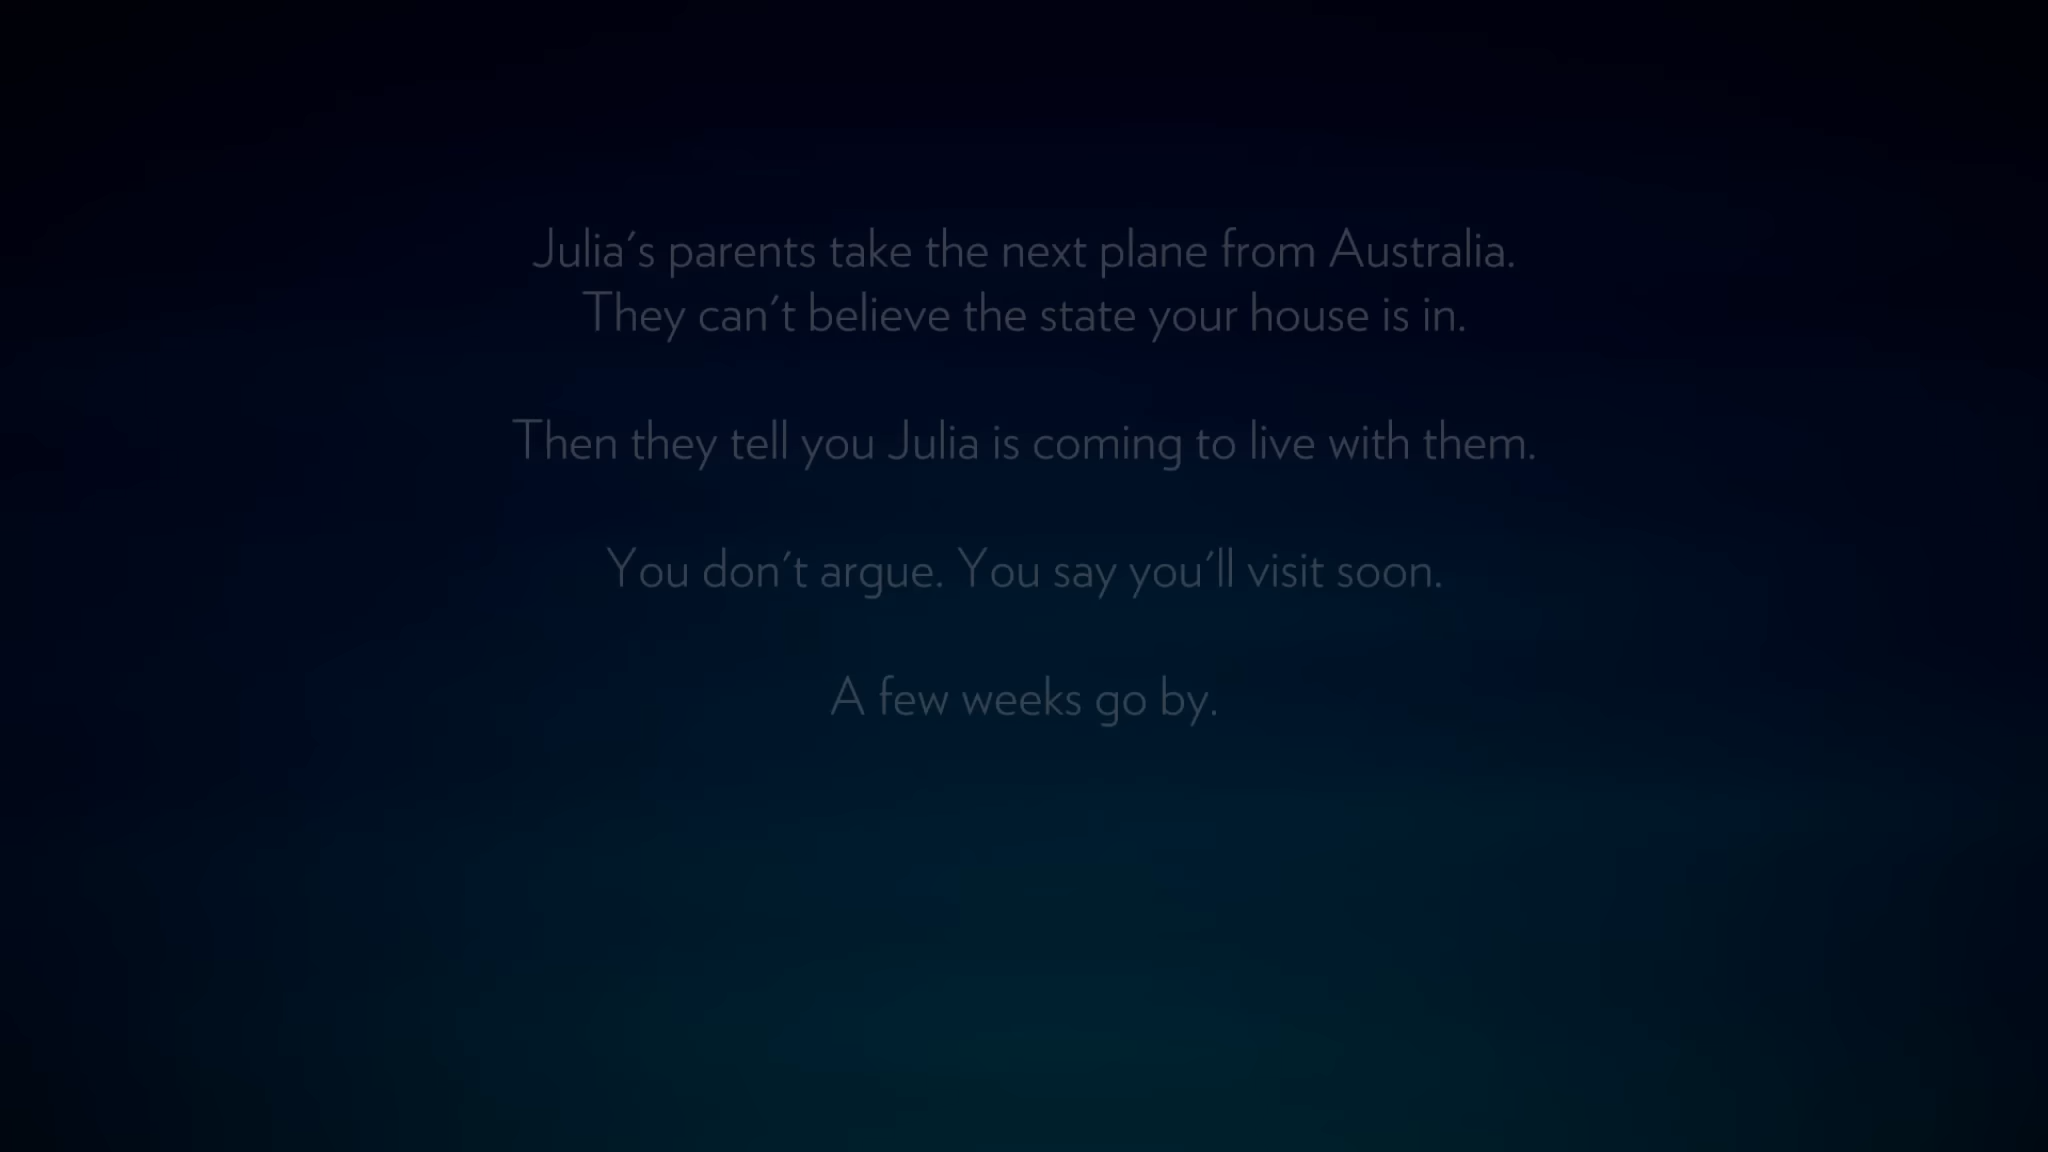 Julia's parents take the next plane from Australia.
They can't believe the state your house is in.
Then they tell you Julia is coming to live with them.
You don't argue. You say you'll visit soon.
A few weeks go by.